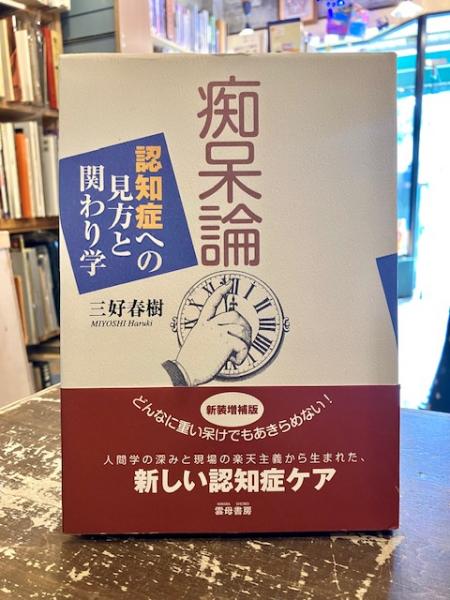 痴呆論
認知症への
見方と
関わり学
三好春樹
MIYOSHI Haruki
新装増補版
どんなに重い呆けでもあきらめない！
人間学の深みと現場の楽天主義から生まれた、
新しい認知症ケア
雲母書房